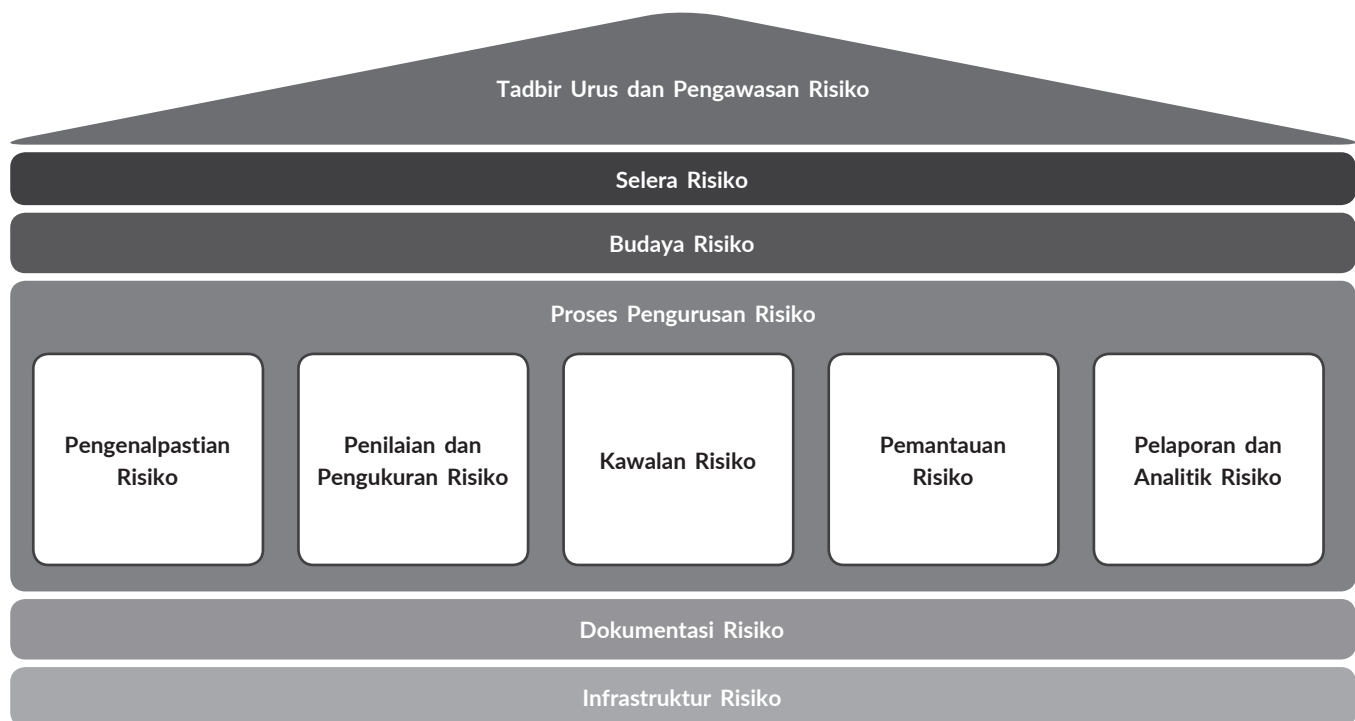 Tadbir Urus dan Pengawasan Risiko
Selera Risiko
Budaya Risiko
Proses Pengurusan Risiko
Pengenalpastian
Risiko
Penilaian dan
Pengukuran Risiko
Kawalan Risiko
Pemantauan
Risiko
Pelaporan dan
Analitik Risiko
Dokumentasi Risiko
Infrastruktur Risiko